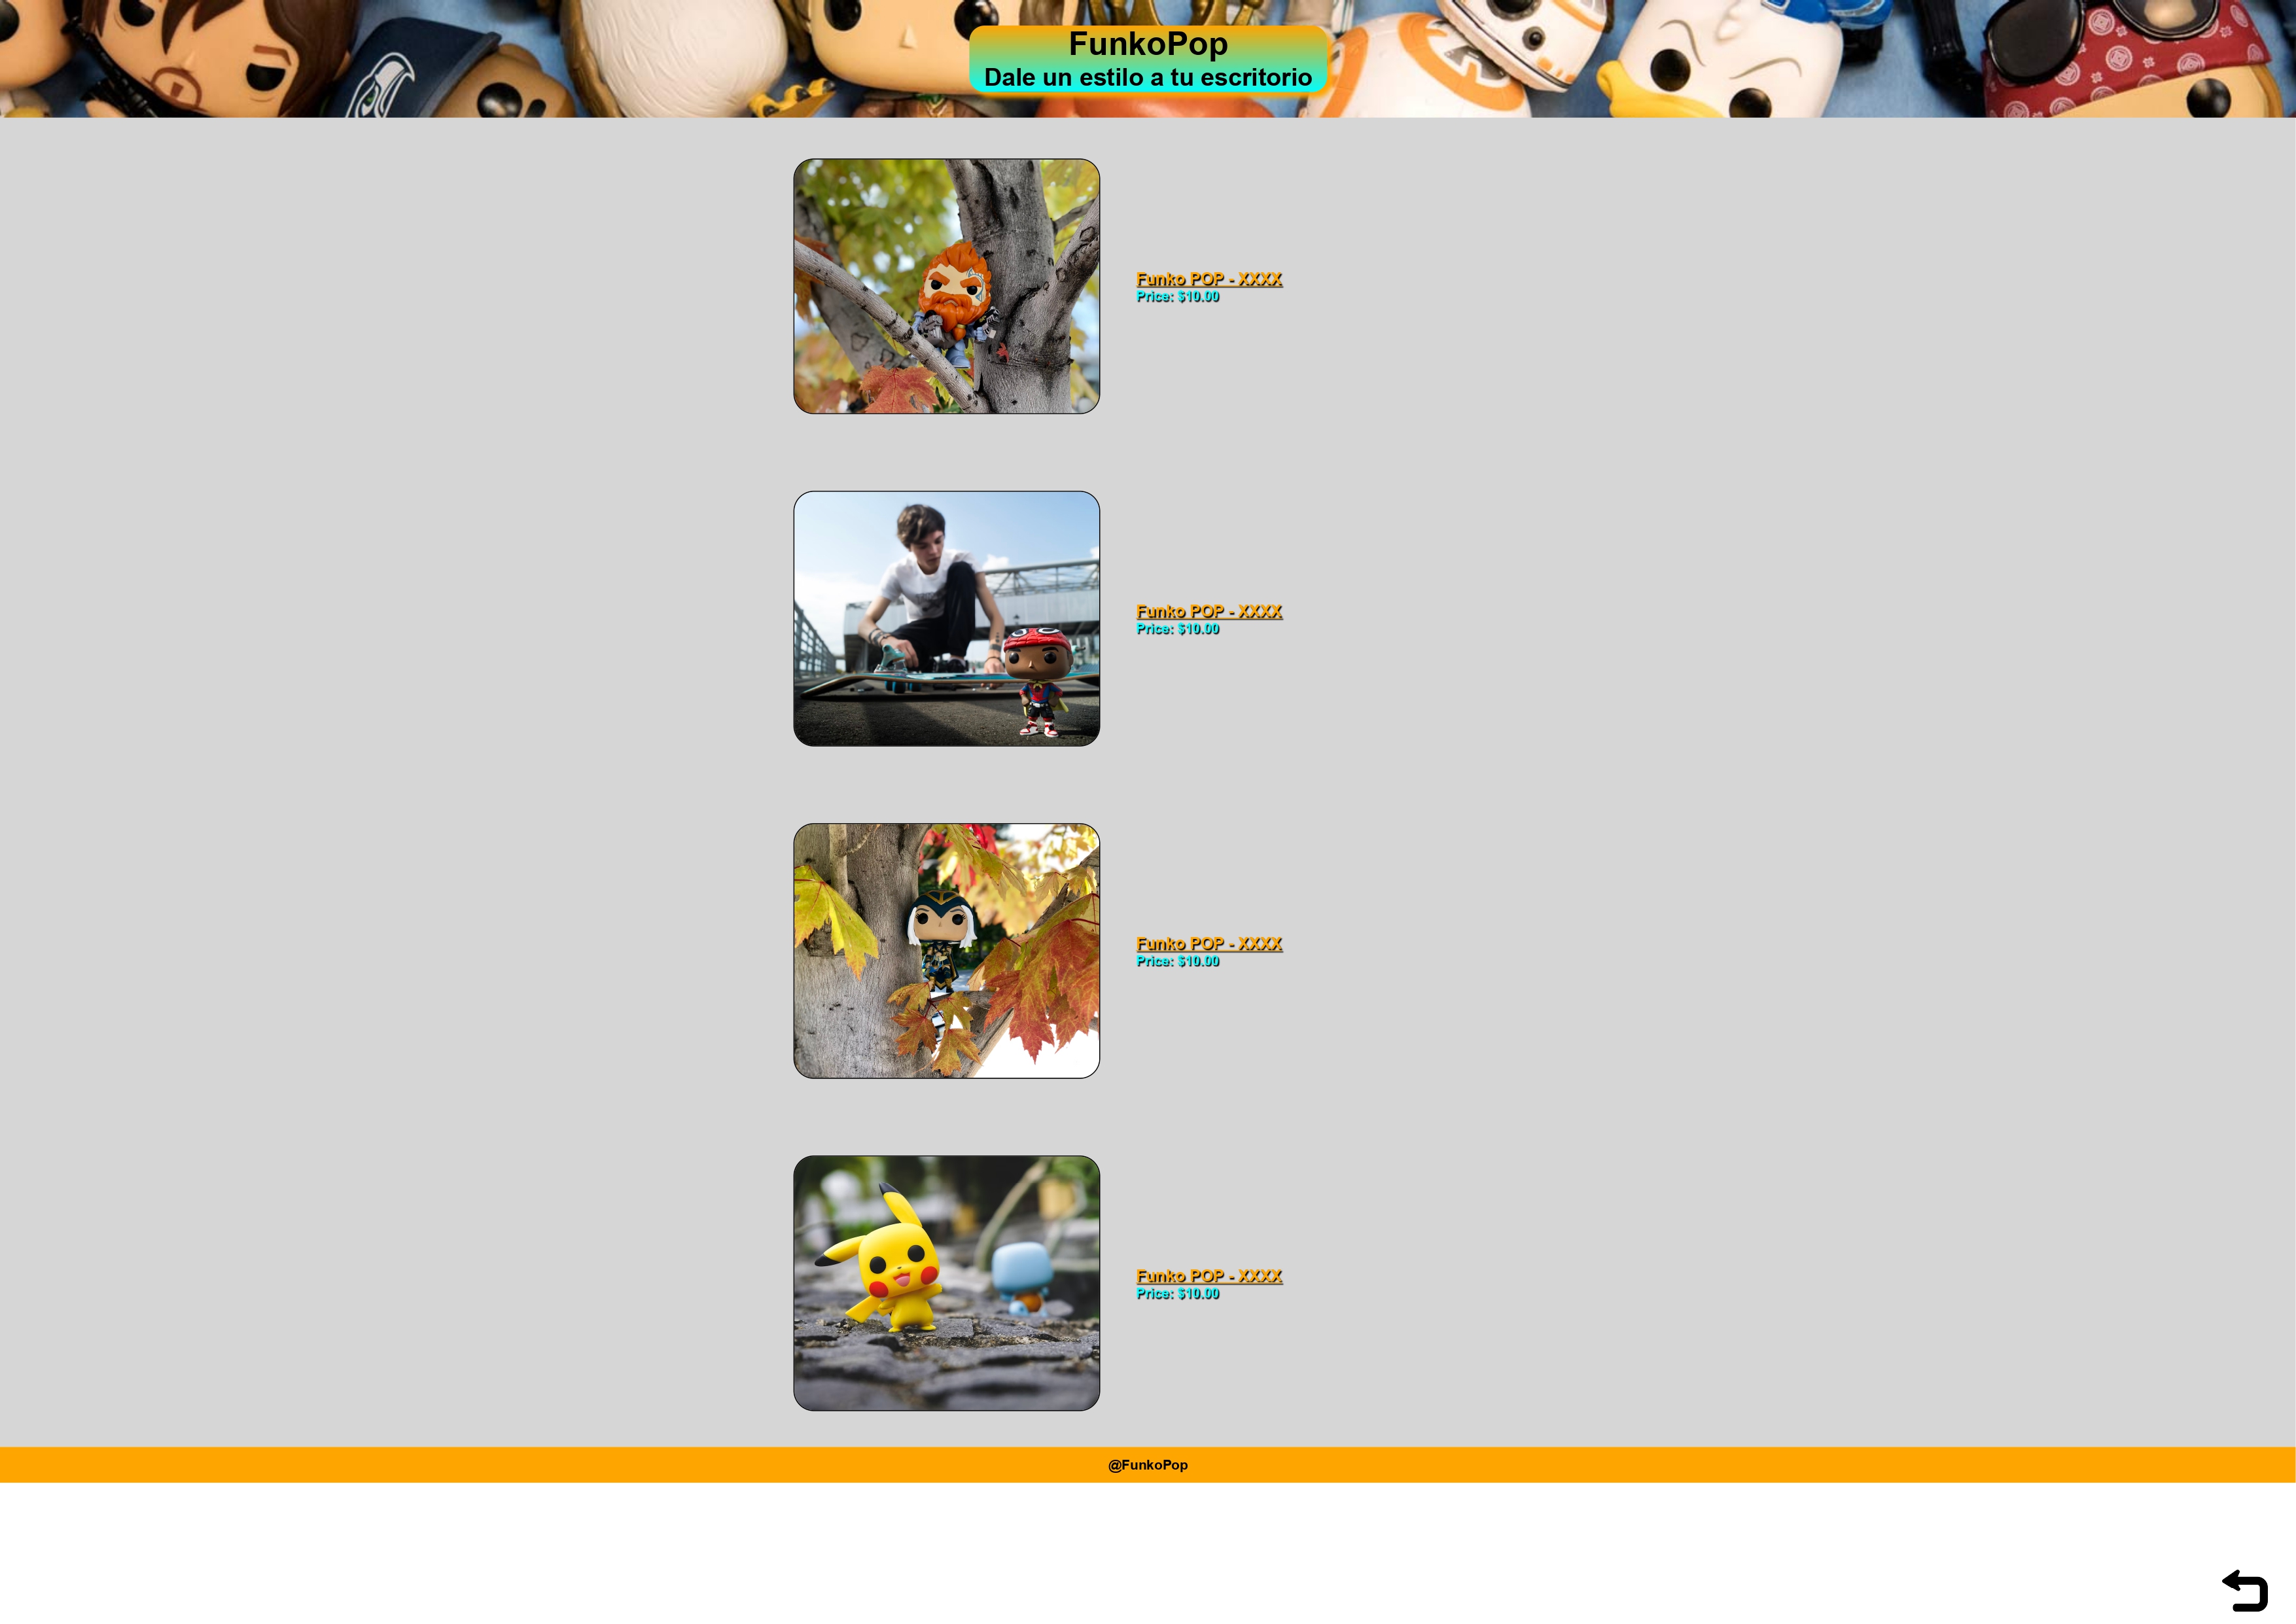 FunkoPop
Dale un estilo a tu escritorio
Funko POP - XXXX
Price: $10.00
Funko POP - XXXX
Price: $10.00
Funko POP - XXXX
Price: $10.00
Funko POP - XXXX
Price: $10.00
@FunkoPop